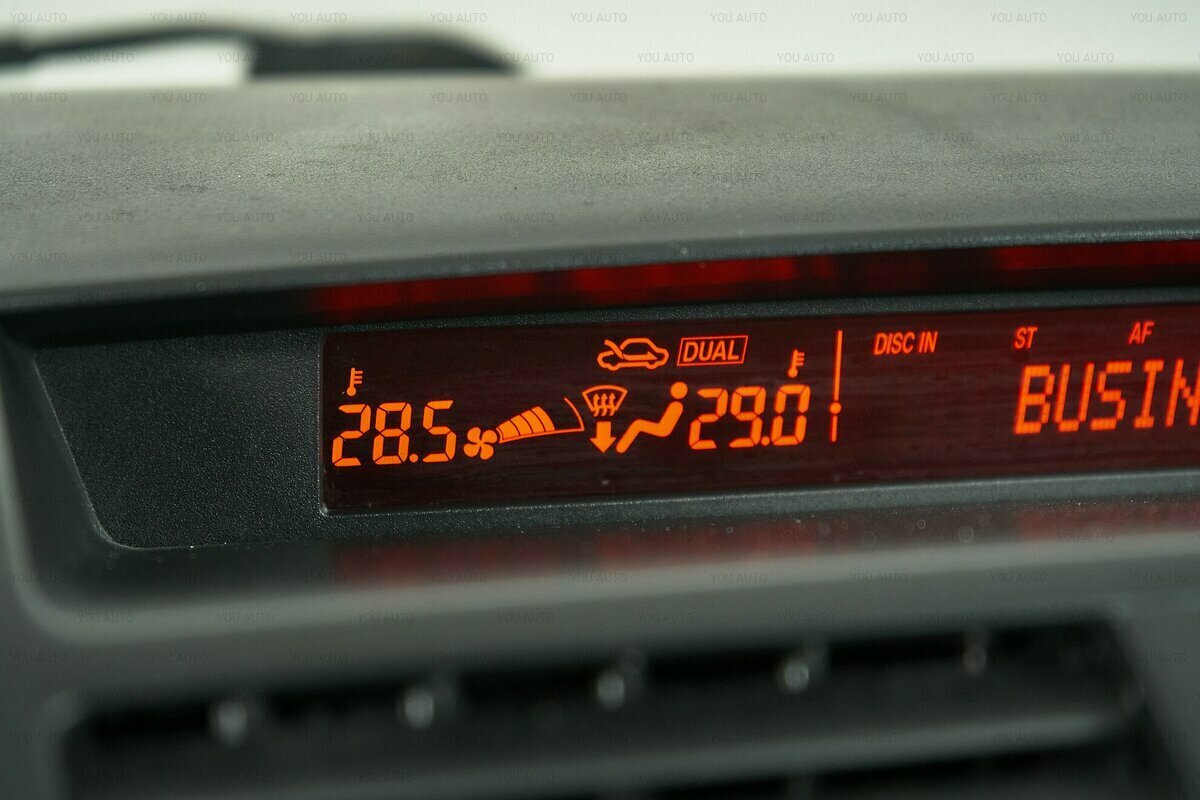 DUAL
DISC IN ST AF
28.5 29.0 BUSIN
YOU AUTO